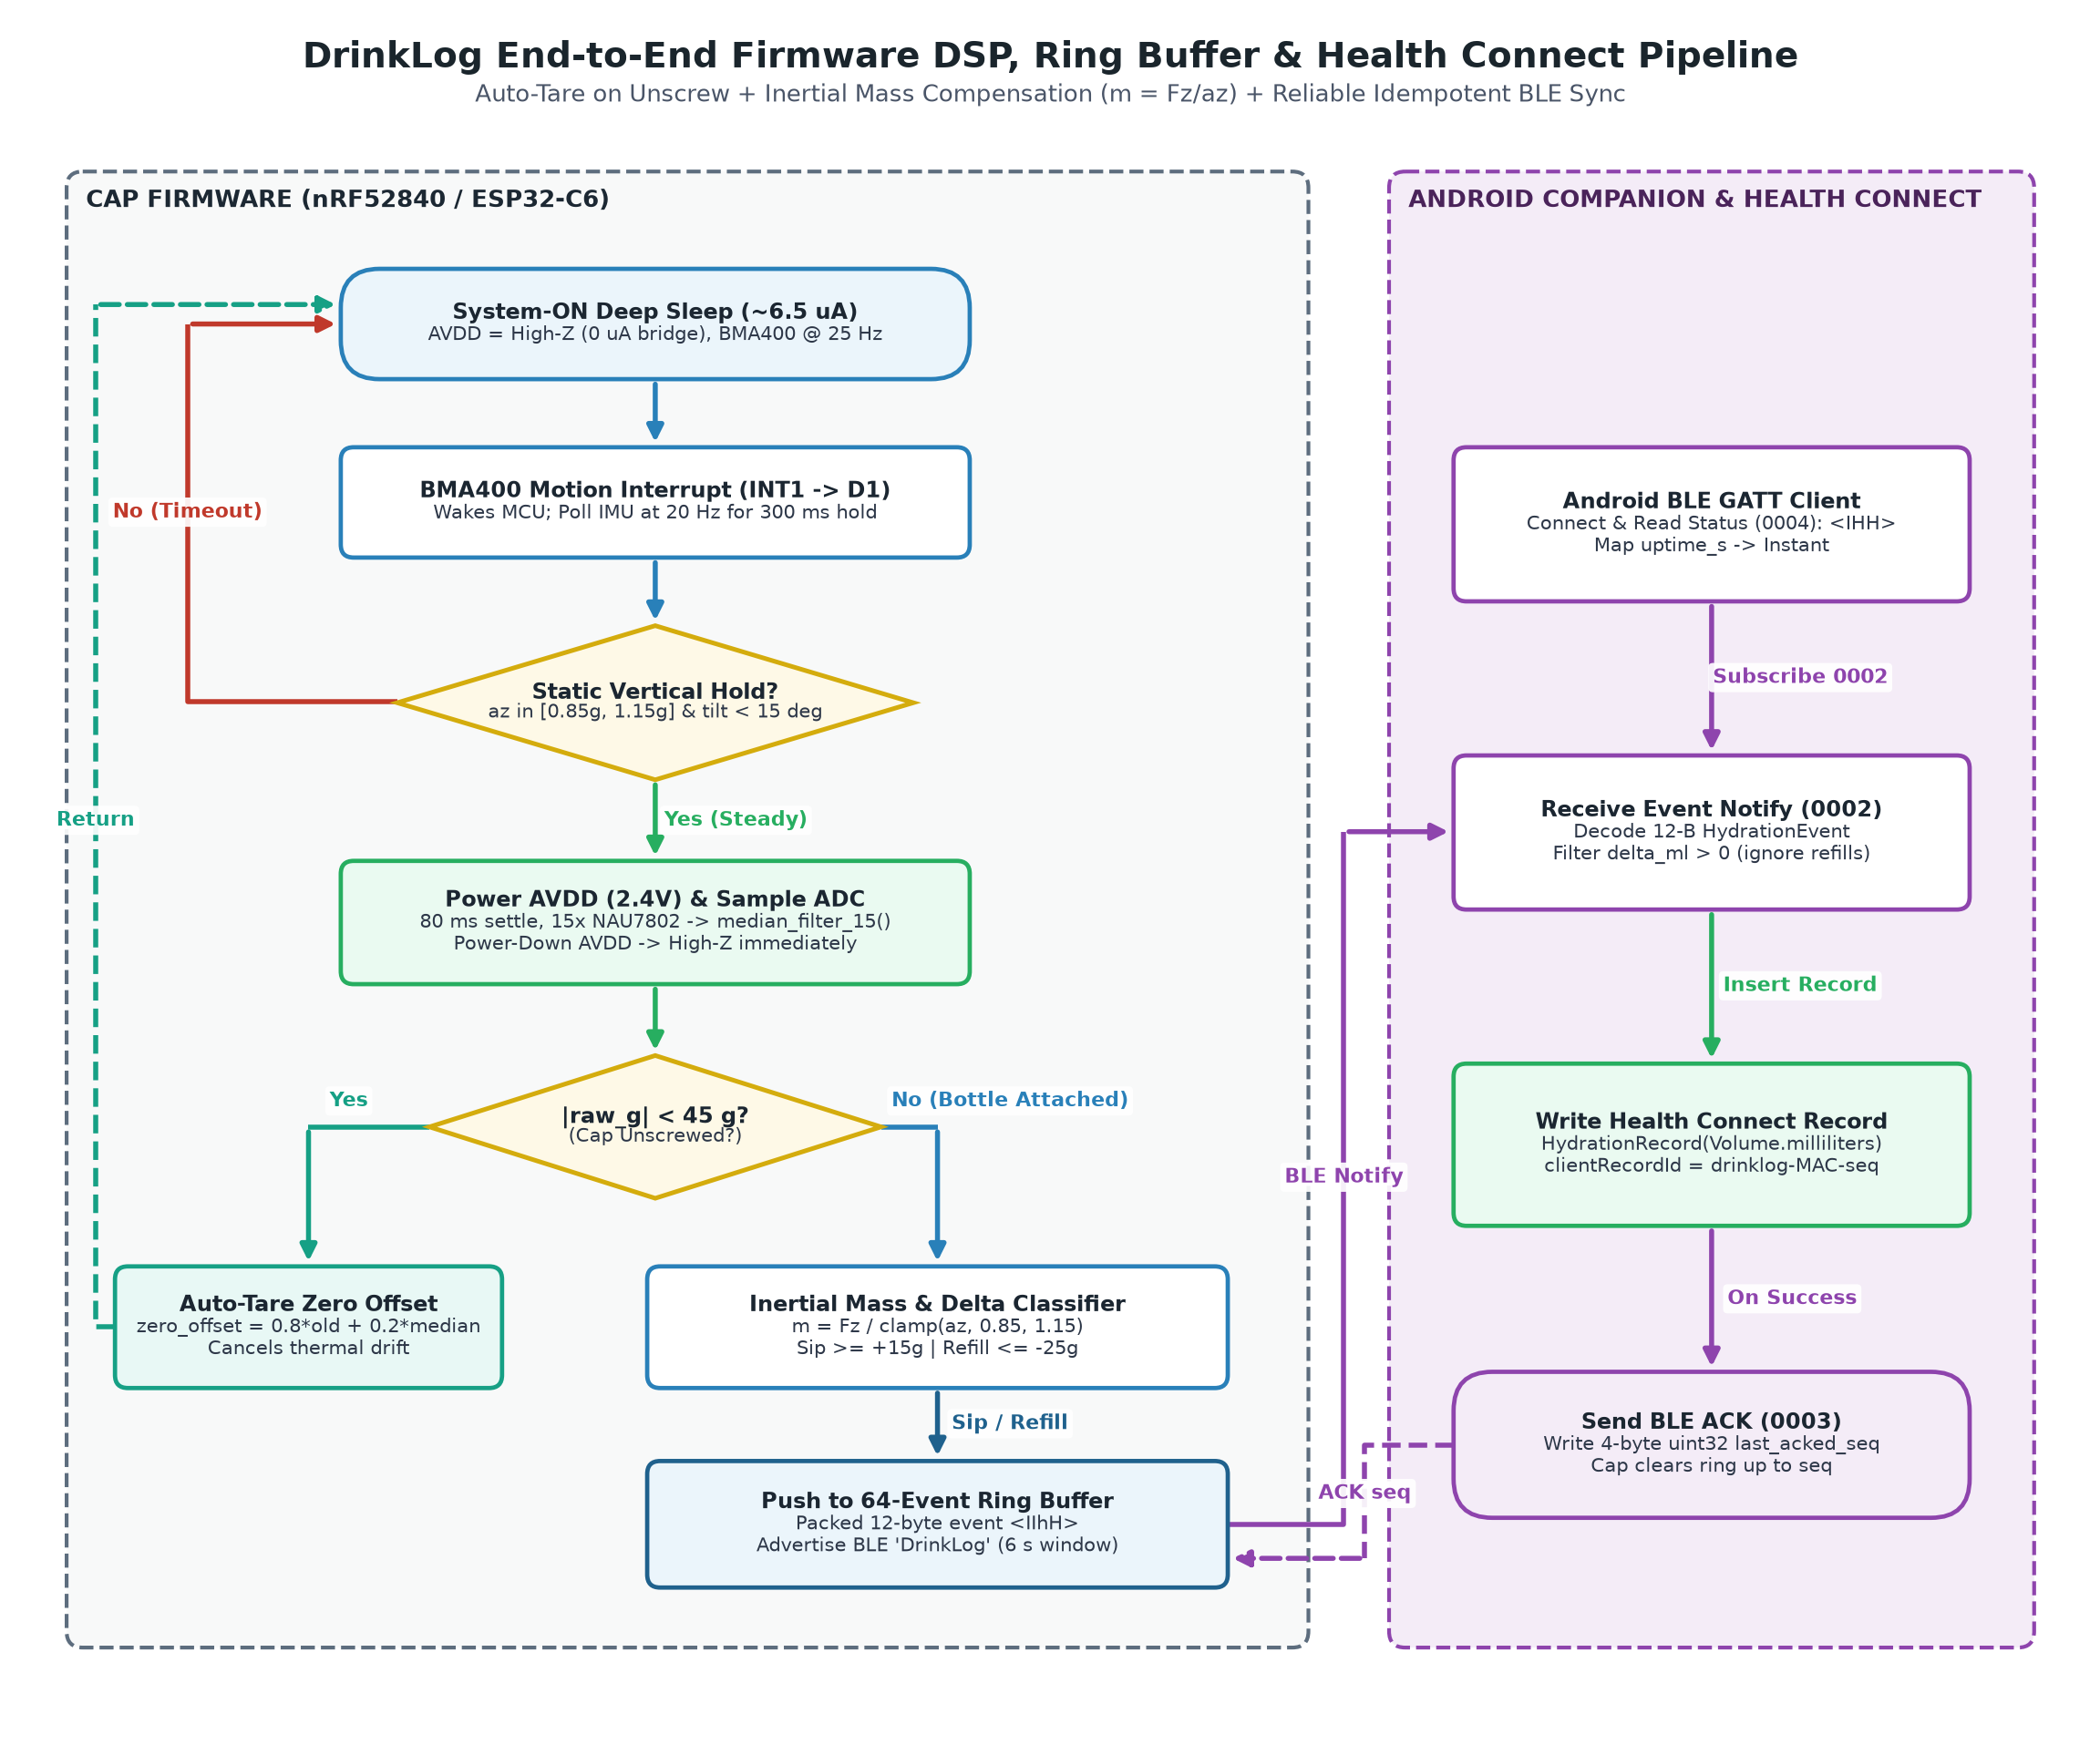 DrinkLog End-to-End Firmware DSP, Ring Buffer & Health Connect Pipeline
Auto-Tare on Unscrew + Inertial Mass Compensation (m = Fz/az) + Reliable Idempotent BLE Sync
CAP FIRMWARE (nRF52840 / ESP32-C6)
System-ON Deep Sleep (~6.5 uA)
AVDD = High-Z (0 uA bridge), BMA400 @ 25 Hz
BMA400 Motion Interrupt (INT1 -> D1)
Wakes MCU; Poll IMU at 20 Hz for 300 ms hold
No (Timeout)
Static Vertical Hold?
az in [0.85g, 1.15g] & tilt < 15 deg
Return
Yes (Steady)
Power AVDD (2.4V) & Sample ADC
80 ms settle, 15x NAU7802 -> median_filter_15()
Power-Down AVDD -> High-Z immediately
Yes
|raw_g| < 45 g?
(Cap Unscrewed?)
No (Bottle Attached)
Auto-Tare Zero Offset
zero_offset = 0.8*old + 0.2*median
Cancels thermal drift
Inertial Mass & Delta Classifier
m = Fz / clamp(az, 0.85, 1.15)
Sip >= +15g | Refill <= -25g
Sip / Refill
Push to 64-Event Ring Buffer
Packed 12-byte event <IIhH>
Advertise BLE 'DrinkLog' (6 s window)
BLE Notify
ACK seq
ANDROID COMPANION & HEALTH CONNECT
Android BLE GATT Client
Connect & Read Status (0004): <IHH>
Map uptime_s -> Instant
Subscribe 0002
Receive Event Notify (0002)
Decode 12-B HydrationEvent
Filter delta_ml > 0 (ignore refills)
Insert Record
Write Health Connect Record
HydrationRecord(Volume.milliliters)
clientRecordId = drinklog-MAC-seq
On Success
Send BLE ACK (0003)
Write 4-byte uint32 last_acked_seq
Cap clears ring up to seq